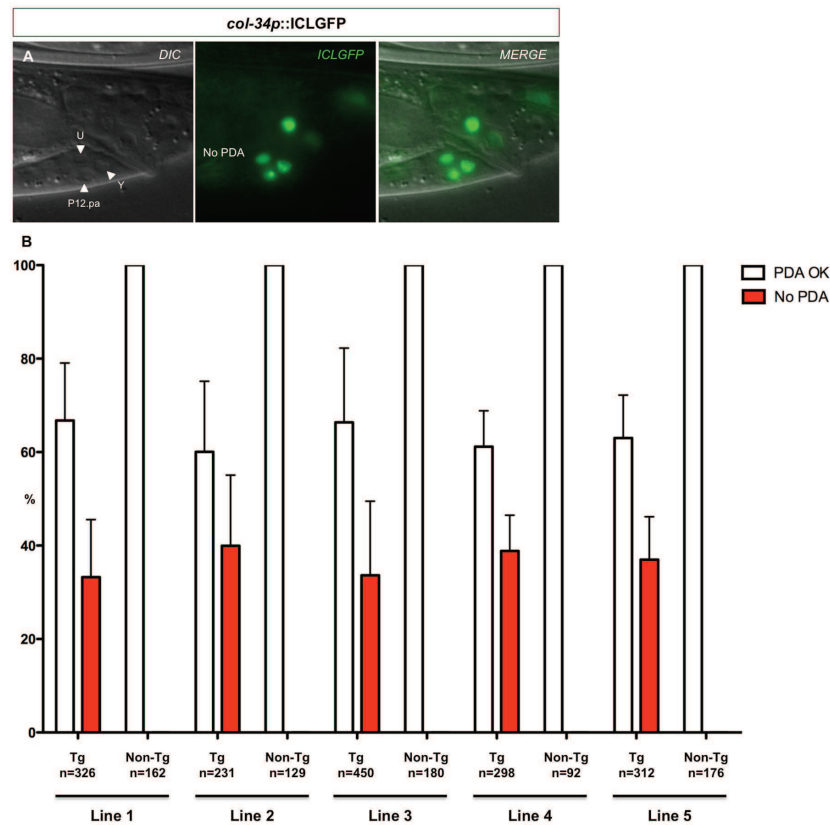 col-34p::ICLGFP
A
DIC
ICLGFP
MERGE
U
No PDA
Y
P12.pa
B
100
80
60
%
40
20
0
PDA OK
No PDA
Tg Non-Tg Tg Non-Tg Tg Non-Tg Tg Non-Tg Tg Non-Tg
n=326 n=162 n=231 n=129 n=450 n=180 n=298 n=92 n=312 n=176
Line 1 Line 2 Line 3 Line 4 Line 5